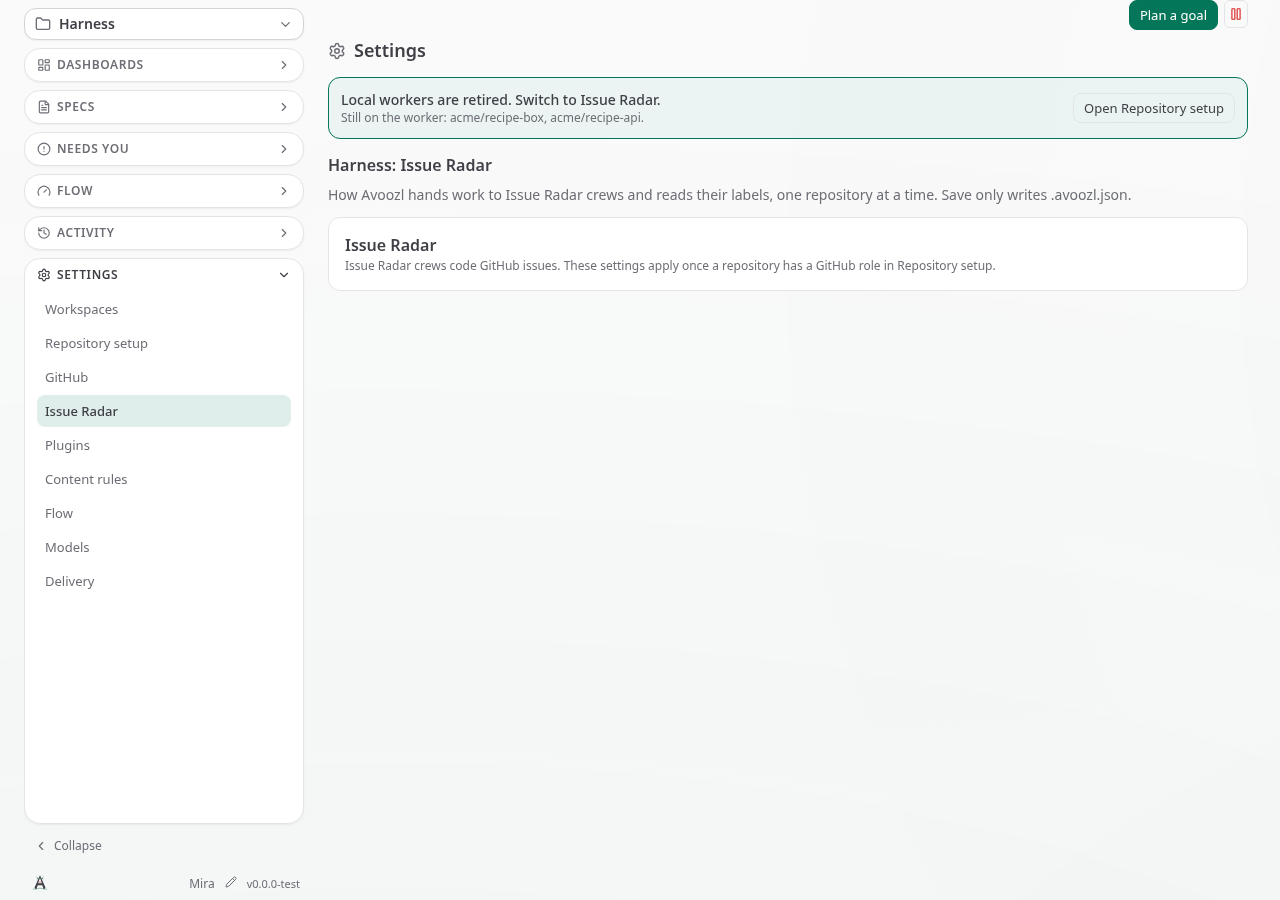 Harness
DASHBOARDS
SPECS
NEEDS YOU
FLOW
ACTIVITY
SETTINGS
Workspaces
Repository setup
GitHub
Issue Radar
Plugins
Content rules
Flow
Models
Delivery
Collapse
Mira
v0.0.0-test
Plan a goal
Settings
Local workers are retired. Switch to Issue Radar.
Still on the worker: acme/recipe-box, acme/recipe-api.
Open Repository setup
Harness: Issue Radar
How Avoozl hands work to Issue Radar crews and reads their labels, one repository at a time. Save only writes .avoozl.json.
Issue Radar
Issue Radar crews code GitHub issues. These settings apply once a repository has a GitHub role in Repository setup.